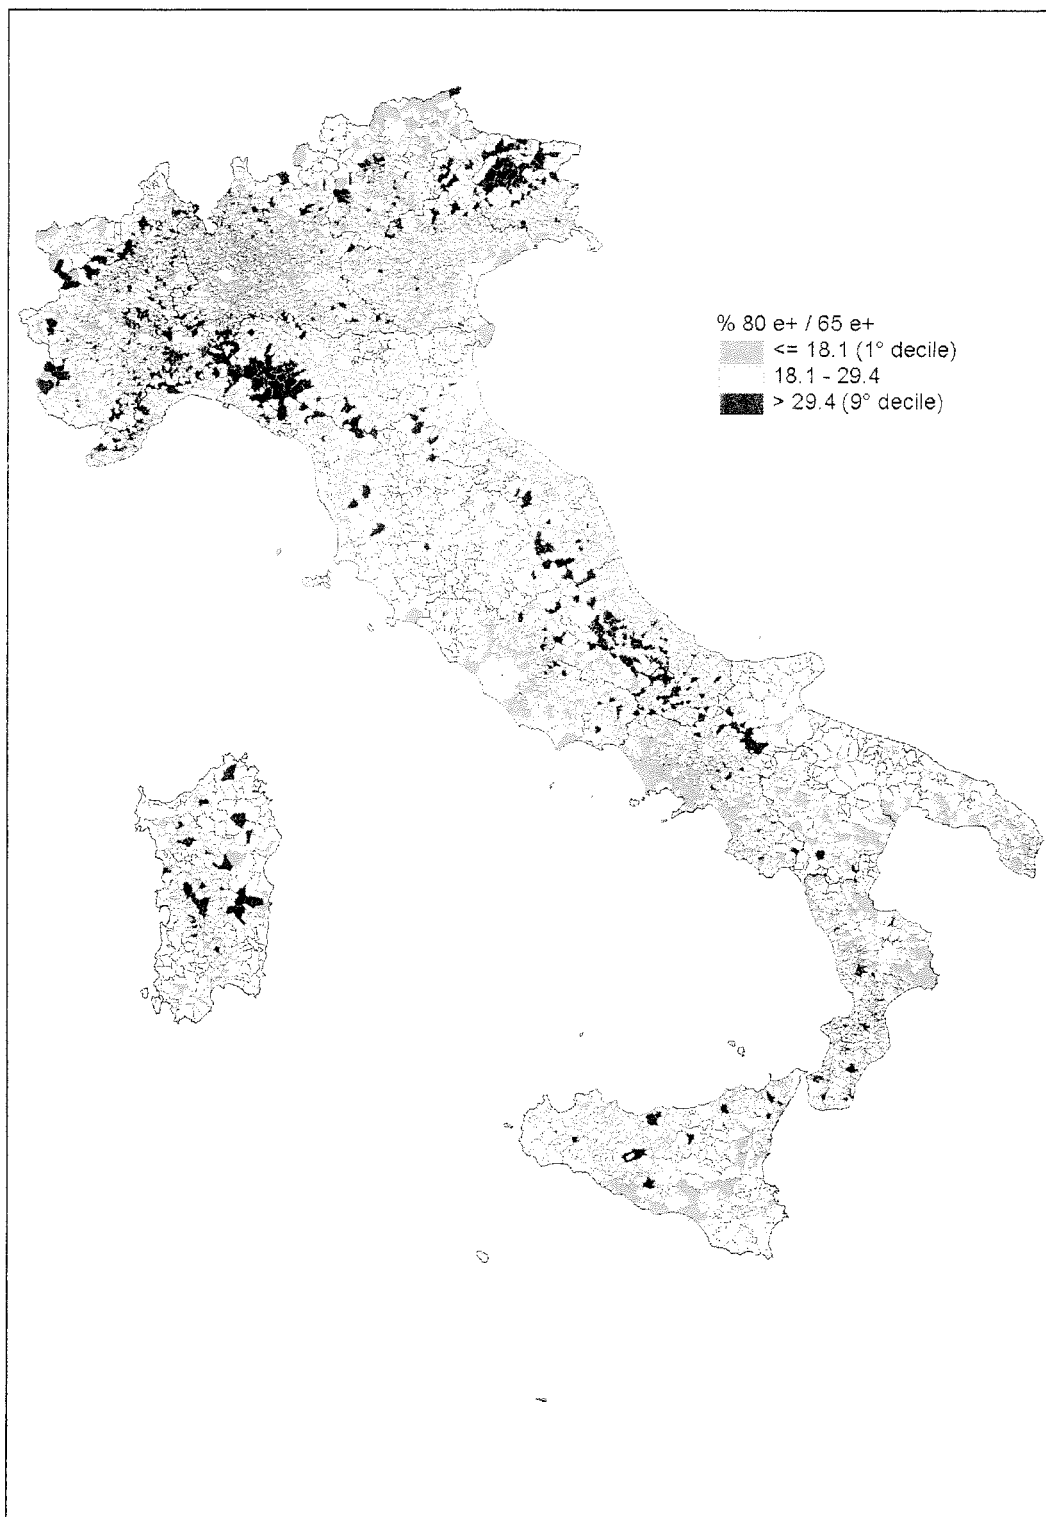 % 80 e+ / 65 e+
<= 18.1 (1° decile)
18.1 - 29.4
> 29.4 (9° decile)